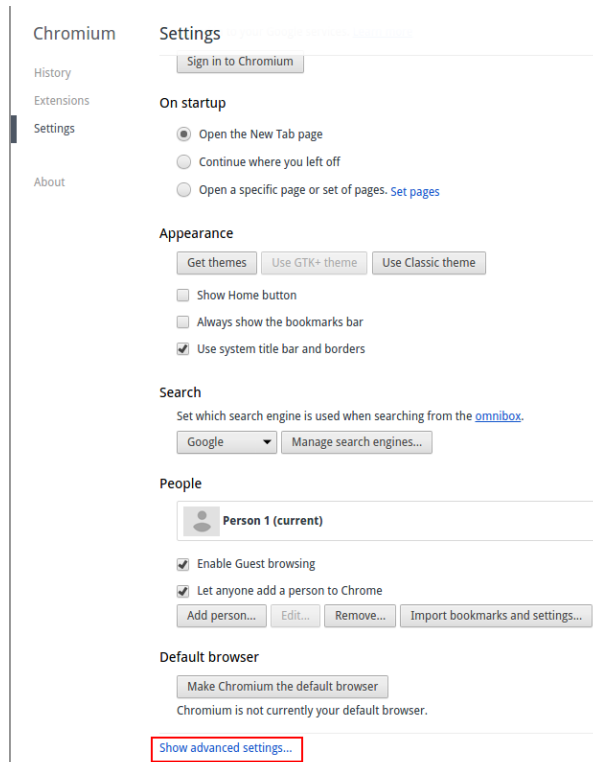 Chromium
Settings
History
Extensions
Settings
About
Sign in to Chromium
On startup
Open the New Tab page
Continue where you left off
Open a specific page or set of pages. Set pages
Appearance
Get themes Use GTK+ theme Use Classic theme
Show Home button
Always show the bookmarks bar
Use system title bar and borders
Search
Set which search engine is used when searching from the omnibox.
Google Manage search engines...
People
Person 1 (current)
Enable Guest browsing
Let anyone add a person to Chrome
Add person... Edit... Remove... Import bookmarks and settings...
Default browser
Make Chromium the default browser
Chromium is not currently your default browser.
Show advanced settings...